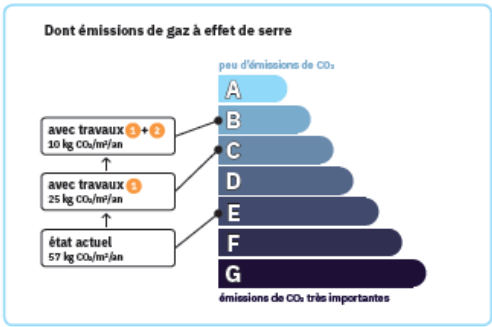 Dont émissions de gaz à effet de serre
peu d'émissions de CO₂
A
B
C
D
E
F
G
émissions de CO₂ très importantes
avec travaux 1 + 2
10 kg CO₂/m²/an
avec travaux 1
25 kg CO₂/m²/an
état actuel
57 kg CO₂/m²/an